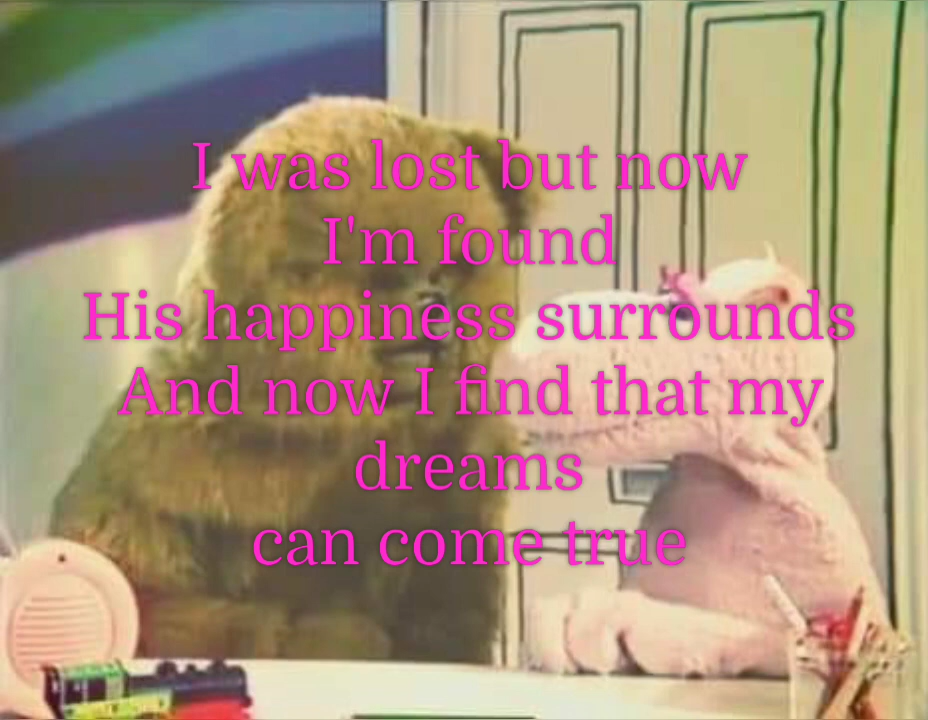 I was lost but now
I'm found
His happiness surrounds
And now I find that my
dreams
can come true